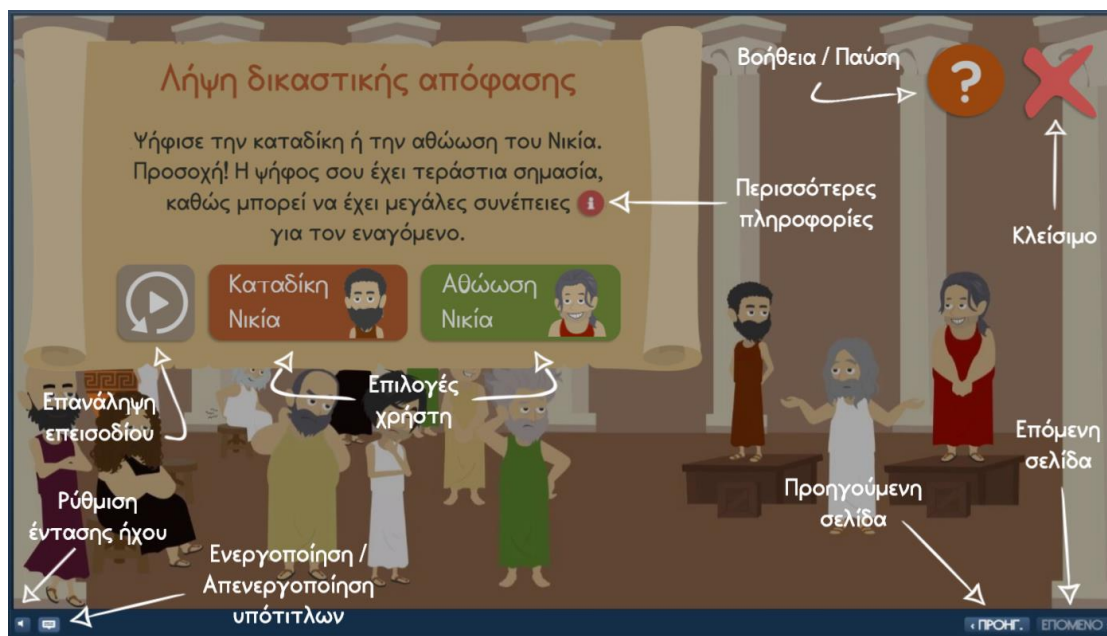 Λήψη δικαστικής απόφασης
Ψήφισε την καταδίκη ή την αθώωση του Νικία.
Προσοχή! Η ψήφος σου έχει τεράστια σημασία,
καθώς μπορεί να έχει μεγάλες συνέπειες i
για τον εναγόμενο.
Καταδίκη
Νικία
Αθώωση
Νικία
Βοήθεια / Παύση
?
Περισσότερες
πληροφορίες
Κλείσιμο
Επανάληψη
επεισοδίου
Επιλογές
χρήστη
Ρύθμιση
έντασης ήχου
Ενεργοποίηση /
Απενεργοποίηση
υπότιτλων
Προηγούμενη
σελίδα
Επόμενη
σελίδα
‹ ΠΡΟΗΓ.
ΕΠΟΜΕΝΟ